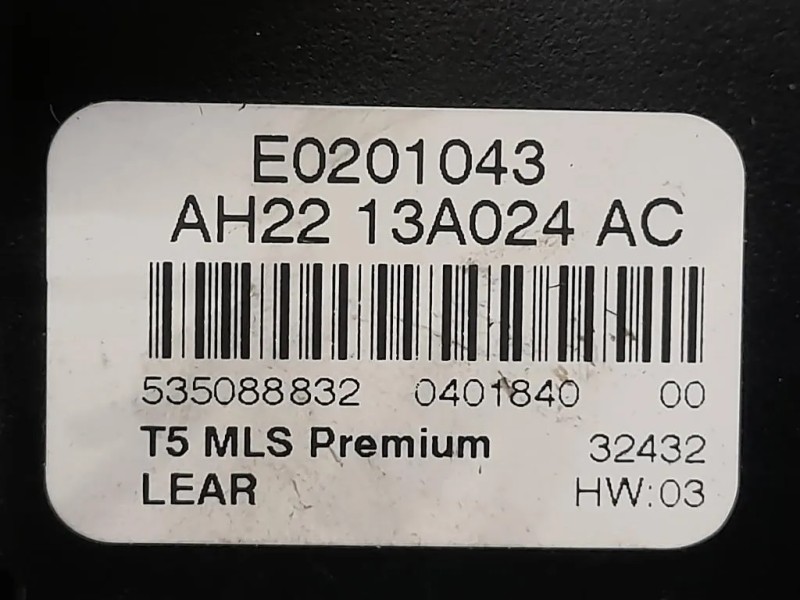 E0201043
AH22 13A024 AC
535088832 0401840 00
T5 MLS Premium 32432
LEAR HW:03